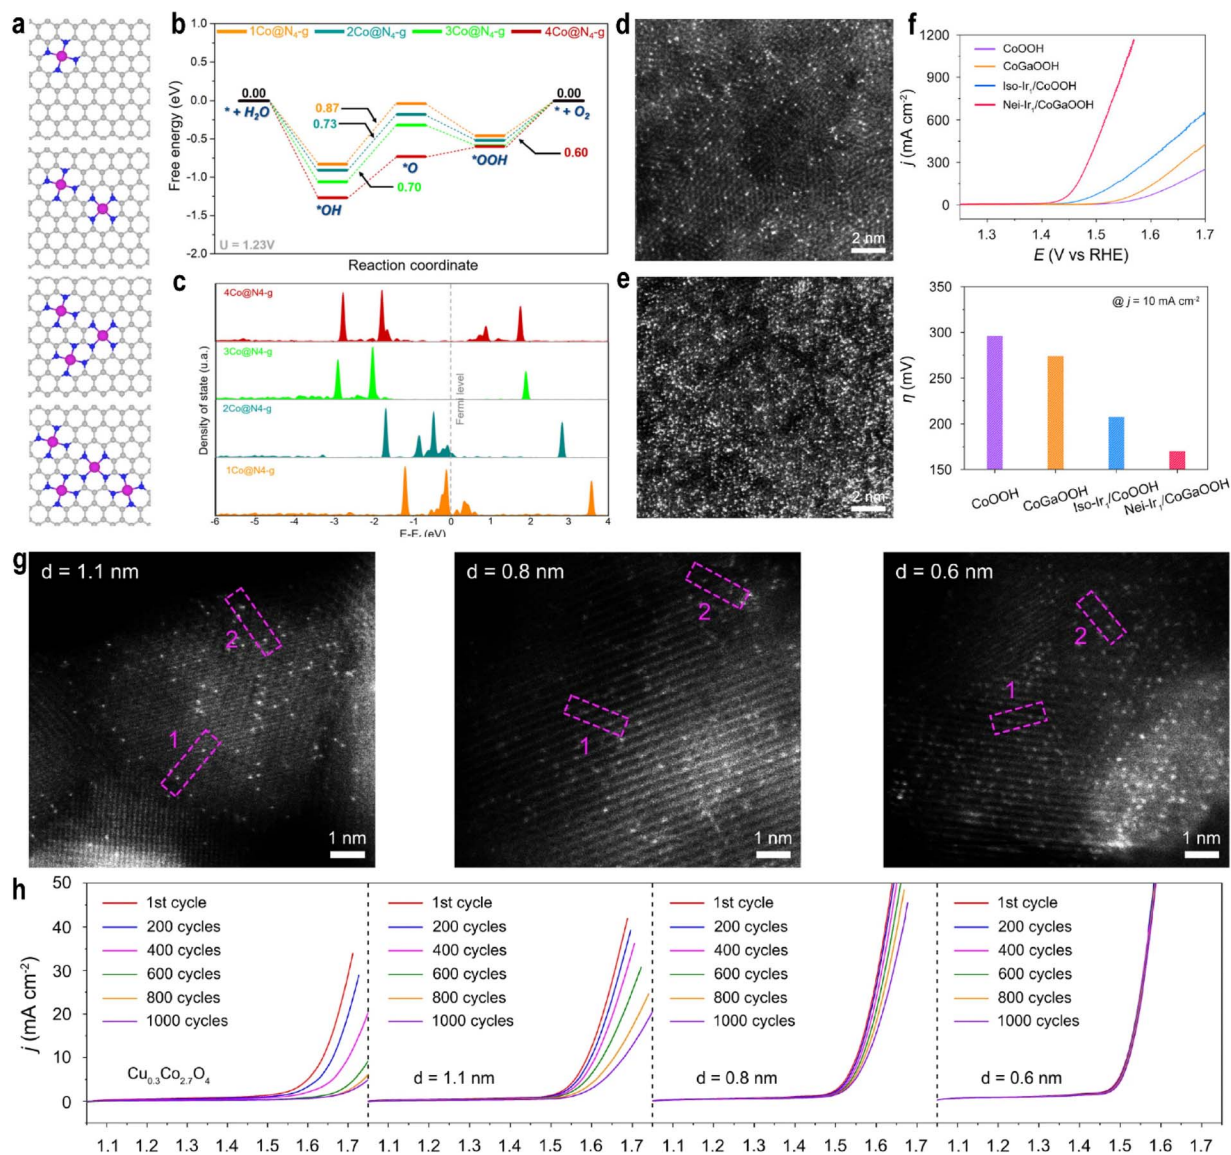 a
b
1Co@N₄-g 2Co@N₄-g 3Co@N₄-g 4Co@N₄-g
Free energy (eV)
1.0
0.5
0.0
-0.5
-1.0
-1.5
-2.0
0.00
* + H₂O
0.87
0.73
0.70
0.60
*OH
*O
*OOH
0.00
* + O₂
U = 1.23V
Reaction coordinate
c
Density of state (u.a.)
4Co@N4-g
3Co@N4-g
2Co@N4-g
1Co@N4-g
Fermi level
-6 -5 -4 -3 -2 -1 0 1 2 3 4
d
2 nm
e
2 nm
f
j (mA cm⁻²)
1200
900
600
300
0
CoOOH
CoGaOOH
Iso-Ir₁/CoOOH
Nei-Ir₁/CoGaOOH
1.3 1.4 1.5 1.6 1.7
E (V vs RHE)
η (mV)
350
300
250
200
150
@ j = 10 mA cm⁻²
CoOOH
CoGaOOH
Iso-Ir₁/CoOOH
Nei-Ir₁/CoGaOOH
g
d = 1.1 nm
2
1
1 nm
d = 0.8 nm
2
1
1 nm
d = 0.6 nm
2
1
1 nm
h
j (mA cm⁻²)
50
40
30
20
10
0
1st cycle
200 cycles
400 cycles
600 cycles
800 cycles
1000 cycles
Cu₀.₃Co₂.₇O₄
1st cycle
200 cycles
400 cycles
600 cycles
800 cycles
1000 cycles
d = 1.1 nm
1st cycle
200 cycles
400 cycles
600 cycles
800 cycles
1000 cycles
d = 0.8 nm
1st cycle
200 cycles
400 cycles
600 cycles
800 cycles
1000 cycles
d = 0.6 nm
1.1 1.2 1.3 1.4 1.5 1.6 1.7 1.1 1.2 1.3 1.4 1.5 1.6 1.7 1.1 1.2 1.3 1.4 1.5 1.6 1.7 1.1 1.2 1.3 1.4 1.5 1.6 1.7